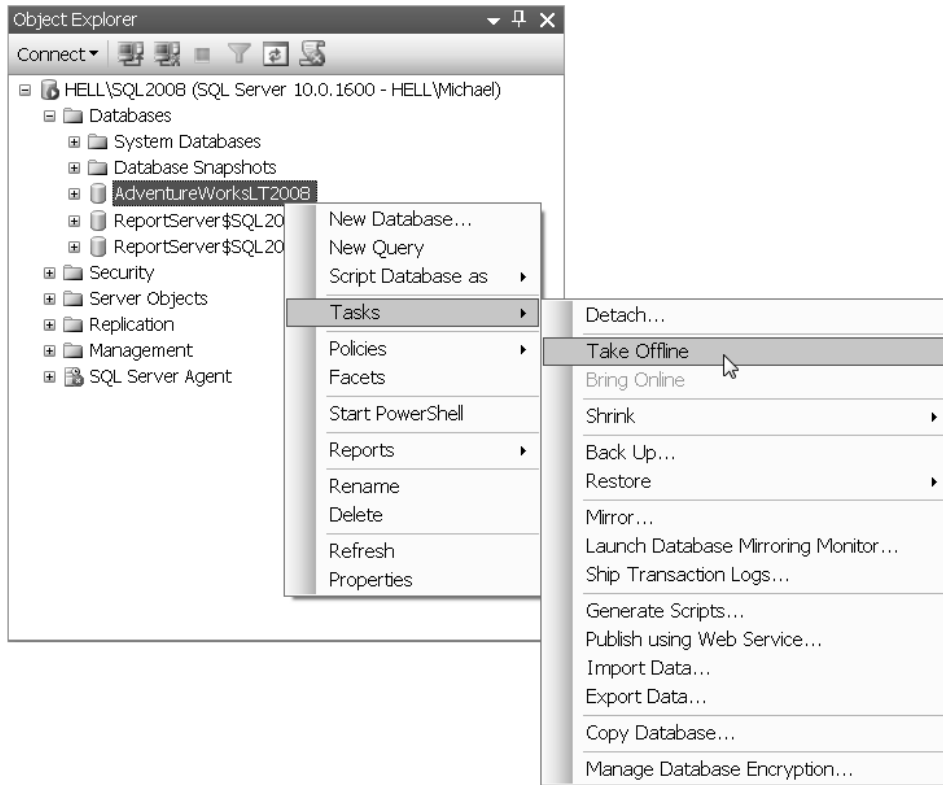 Object Explorer
Connect
HELL\SQL2008 (SQL Server 10.0.1600 - HELL\Michael)
Databases
System Databases
Database Snapshots
AdventureWorksLT2008
ReportServer$SQL20
ReportServer$SQL20
Security
Server Objects
Replication
Management
SQL Server Agent
New Database...
New Query
Script Database as
Tasks
Policies
Facets
Start PowerShell
Reports
Rename
Delete
Refresh
Properties
Detach...
Take Offline
Bring Online
Shrink
Back Up...
Restore
Mirror...
Launch Database Mirroring Monitor...
Ship Transaction Logs...
Generate Scripts...
Publish using Web Service...
Import Data...
Export Data...
Copy Database...
Manage Database Encryption...